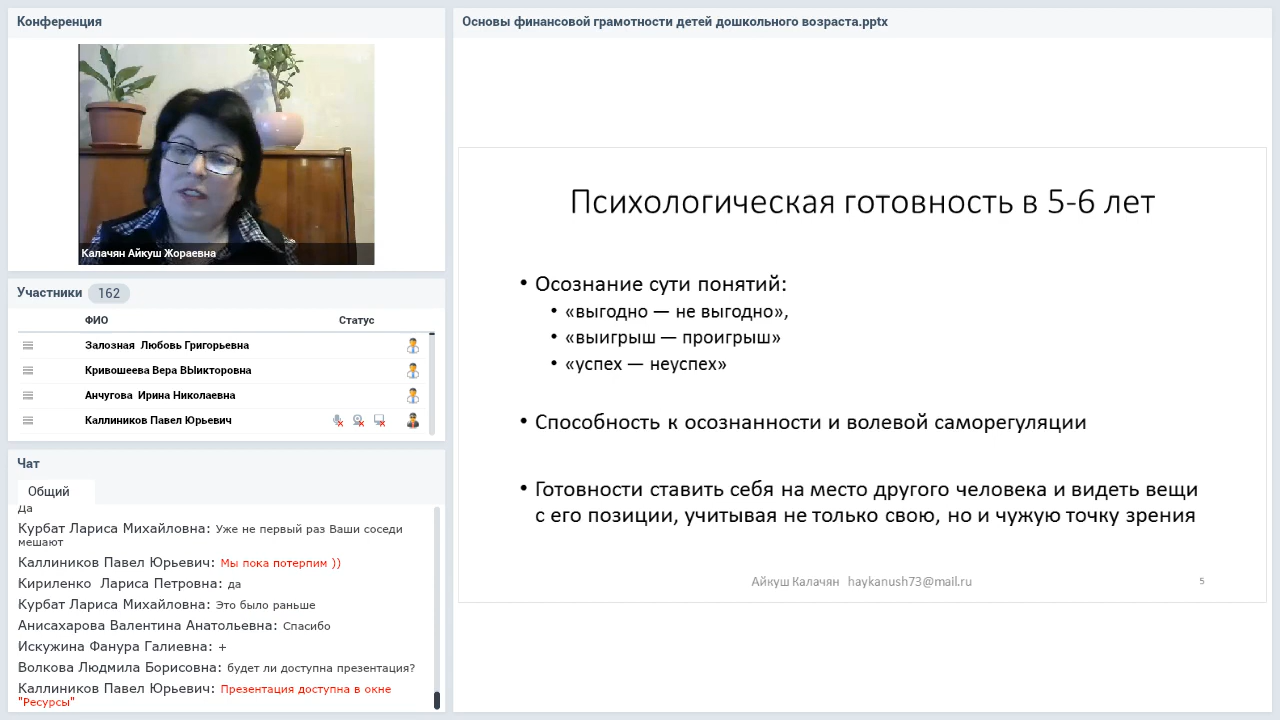 Конференция
Калачян Айкуш Жораевна
Участники 162
ФИО Статус
Залозная Любовь Григорьевна
Кривошеева Вера ВЫикторовна
Анчугова Ирина Николаевна
Каллиников Павел Юрьевич
Чат
Общий
Да
Курбат Лариса Михайловна: Уже не первый раз Ваши соседи
мешают
Каллиников Павел Юрьевич: Мы пока потерпим ))
Кириленко Лариса Петровна: да
Курбат Лариса Михайловна: Это было раньше
Анисахарова Валентина Анатольевна: Спасибо
Искужина Фанура Галиевна: +
Волкова Людмила Борисовна: будет ли доступна презентация?
Каллиников Павел Юрьевич: Презентация доступна в окне
"Ресурсы"
Основы финансовой грамотности детей дошкольного возраста.pptx
Психологическая готовность в 5-6 лет
• Осознание сути понятий:
• «выгодно — не выгодно»,
• «выигрыш — проигрыш»
• «успех — неуспех»
• Способность к осознанности и волевой саморегуляции
• Готовности ставить себя на место другого человека и видеть вещи
с его позиции, учитывая не только свою, но и чужую точку зрения
Айкуш Калачян haykanush73@mail.ru
5